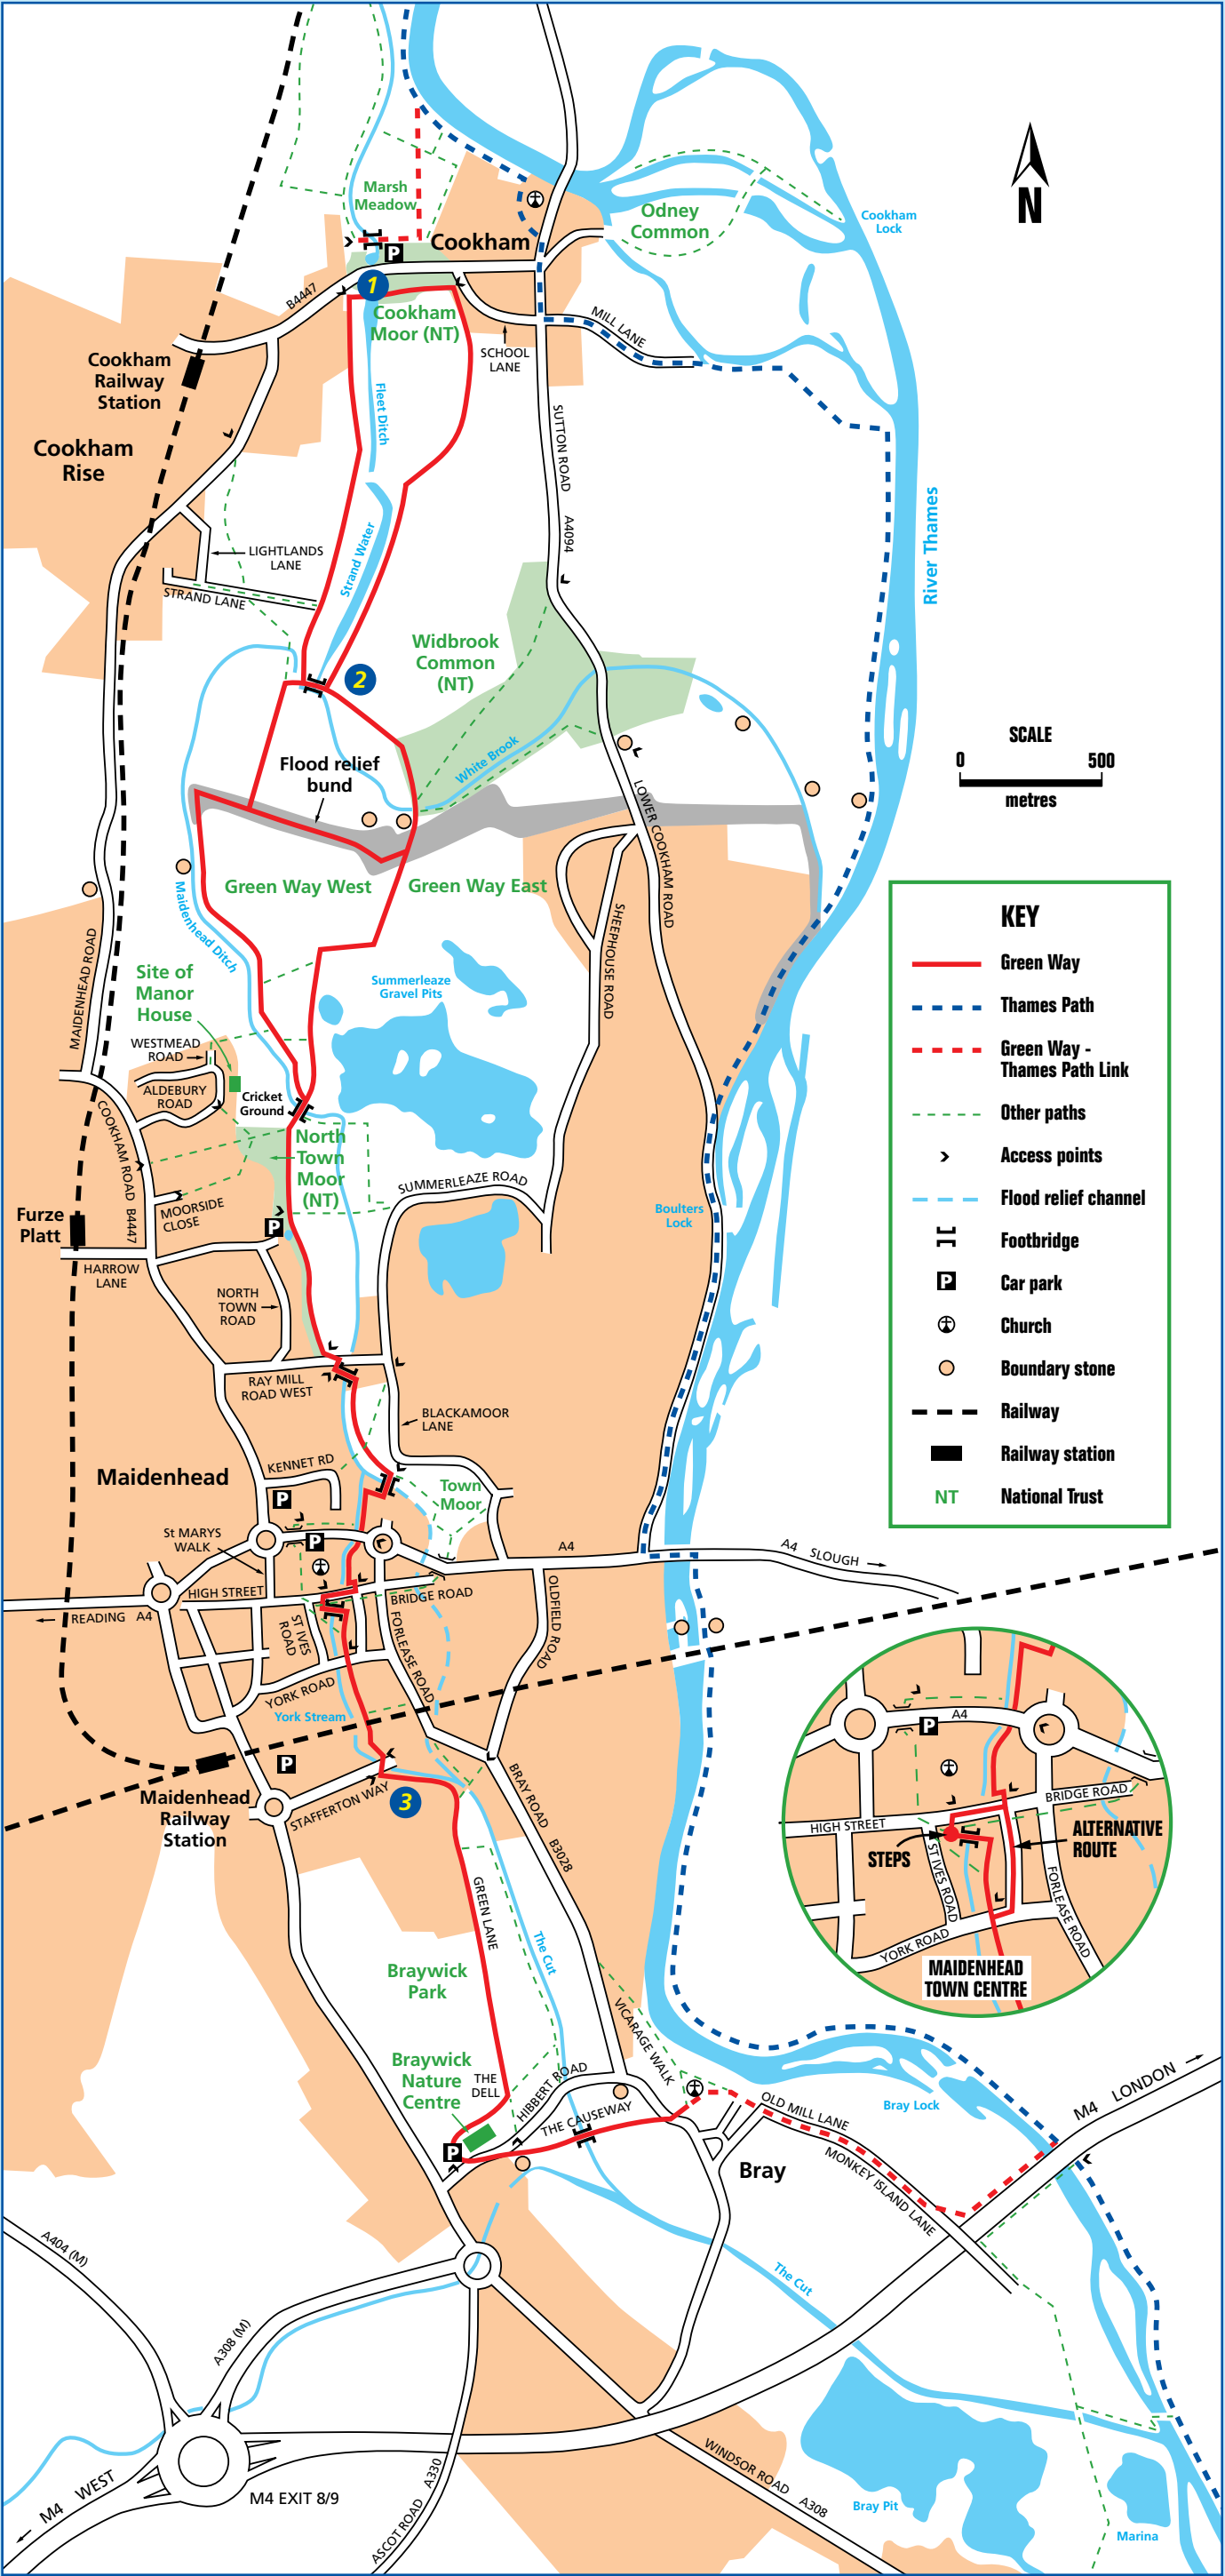 Marsh
Meadow
Odney
Common
Cookham
Lock
N
Cookham
P
1
B4447
Cookham
Moor (NT)
MILL LANE
SCHOOL
LANE
Cookham
Railway
Station
Fleet Ditch
SUTTON ROAD
A4094
Cookham
Rise
River Thames
LIGHTLANDS
LANE
Strand Water
STRAND LANE
Widbrook
Common
(NT)
2
SCALE
0
500
metres
White Brook
Flood relief
bund
LOWER COOKHAM ROAD
Green Way West
Green Way East
Maidenhead Ditch
SHEEPHOUSE ROAD
MAIDENHEAD ROAD
Site of
Manor
House
Summerleaze
Gravel Pits
WESTMEAD
ROAD
ALDEBURY
ROAD
Cricket
Ground
COOKHAM ROAD
B4447
North
Town
Moor
(NT)
SUMMERLEAZE ROAD
MOORSIDE
CLOSE
Furze
Platt
P
Boulters
Lock
HARROW
LANE
NORTH
TOWN
ROAD
RAY MILL
ROAD WEST
BLACKAMOOR
LANE
KEY
Green Way
Thames Path
Green Way -
Thames Path Link
Other paths
Access points
Flood relief channel
Footbridge
P
Car park
Church
Boundary stone
Railway
Railway station
NT
National Trust
Maidenhead
KENNET RD
P
Town
Moor
St MARYS
WALK
P
A4
A4
SLOUGH
HIGH STREET
BRIDGE ROAD
READING
A4
ST IVES
ROAD
FORLEASE ROAD
OLDFIELD ROAD
YORK ROAD
York Stream
P
Maidenhead
Railway
Station
STAFFERTON WAY
3
BRAY ROAD
B3028
A4
P
BRIDGE ROAD
HIGH STREET
STEPS
ALTERNATIVE
ROUTE
ST IVES ROAD
FORLEASE ROAD
YORK ROAD
MAIDENHEAD
TOWN CENTRE
GREEN LANE
The Cut
Braywick
Park
VICARAGE WALK
Braywick
Nature
Centre
THE
DELL
HIBBERT ROAD
THE CAUSEWAY
P
OLD MILL LANE
Bray Lock
M4
LONDON
Bray
MONKEY ISLAND LANE
A404 (M)
A308 (M)
The Cut
Bray Pit
Marina
WINDSOR ROAD
A308
M4
WEST
M4 EXIT 8/9
ASCOT ROAD
A330